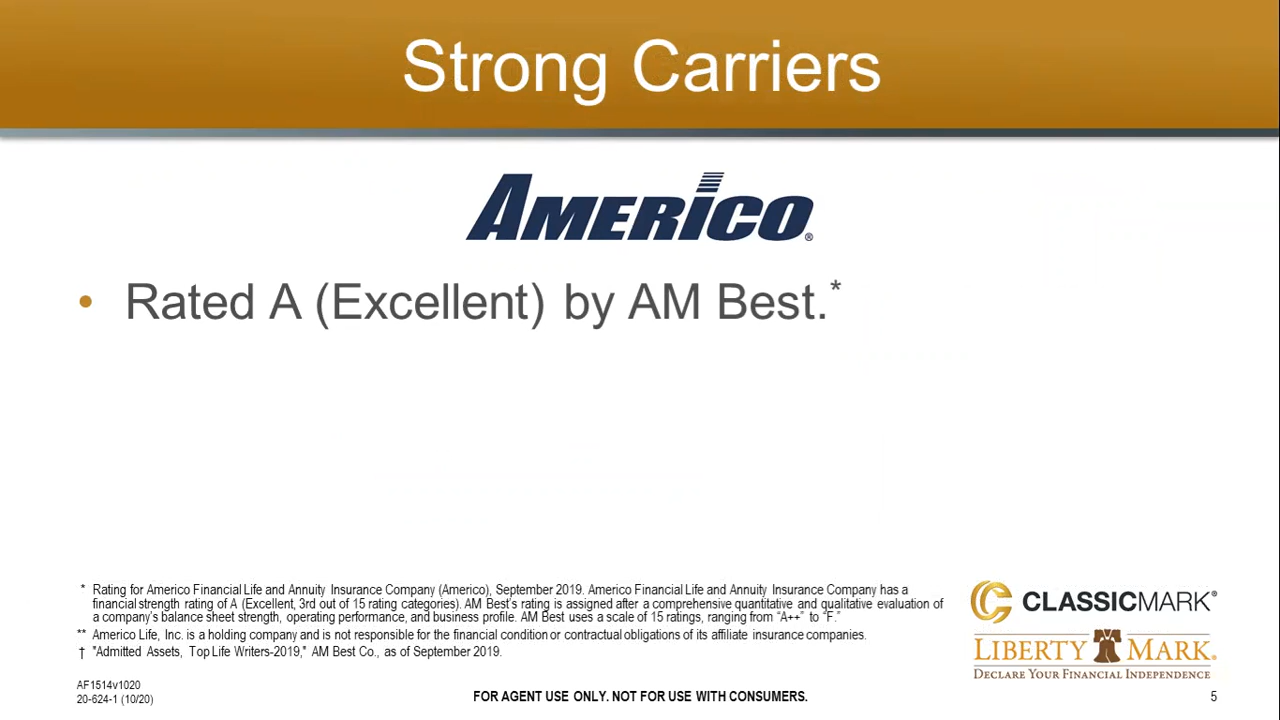 Strong Carriers
AMERICO®
• Rated A (Excellent) by AM Best.*
* Rating for Americo Financial Life and Annuity Insurance Company (Americo), September 2019. Americo Financial Life and Annuity Insurance Company has a
financial strength rating of A (Excellent, 3rd out of 15 rating categories). AM Best's rating is assigned after a comprehensive quantitative and qualitative evaluation of
a company's balance sheet strength, operating performance, and business profile. AM Best uses a scale of 15 ratings, ranging from "A++" to "F."
** Americo Life, Inc. is a holding company and is not responsible for the financial condition or contractual obligations of its affiliate insurance companies.
† "Admitted Assets, Top Life Writers-2019," AM Best Co., as of September 2019.
CLASSICMARK®
LIBERTY MARK®
DECLARE YOUR FINANCIAL INDEPENDENCE
AF1514v1020
20-624-1 (10/20)
FOR AGENT USE ONLY. NOT FOR USE WITH CONSUMERS.
5